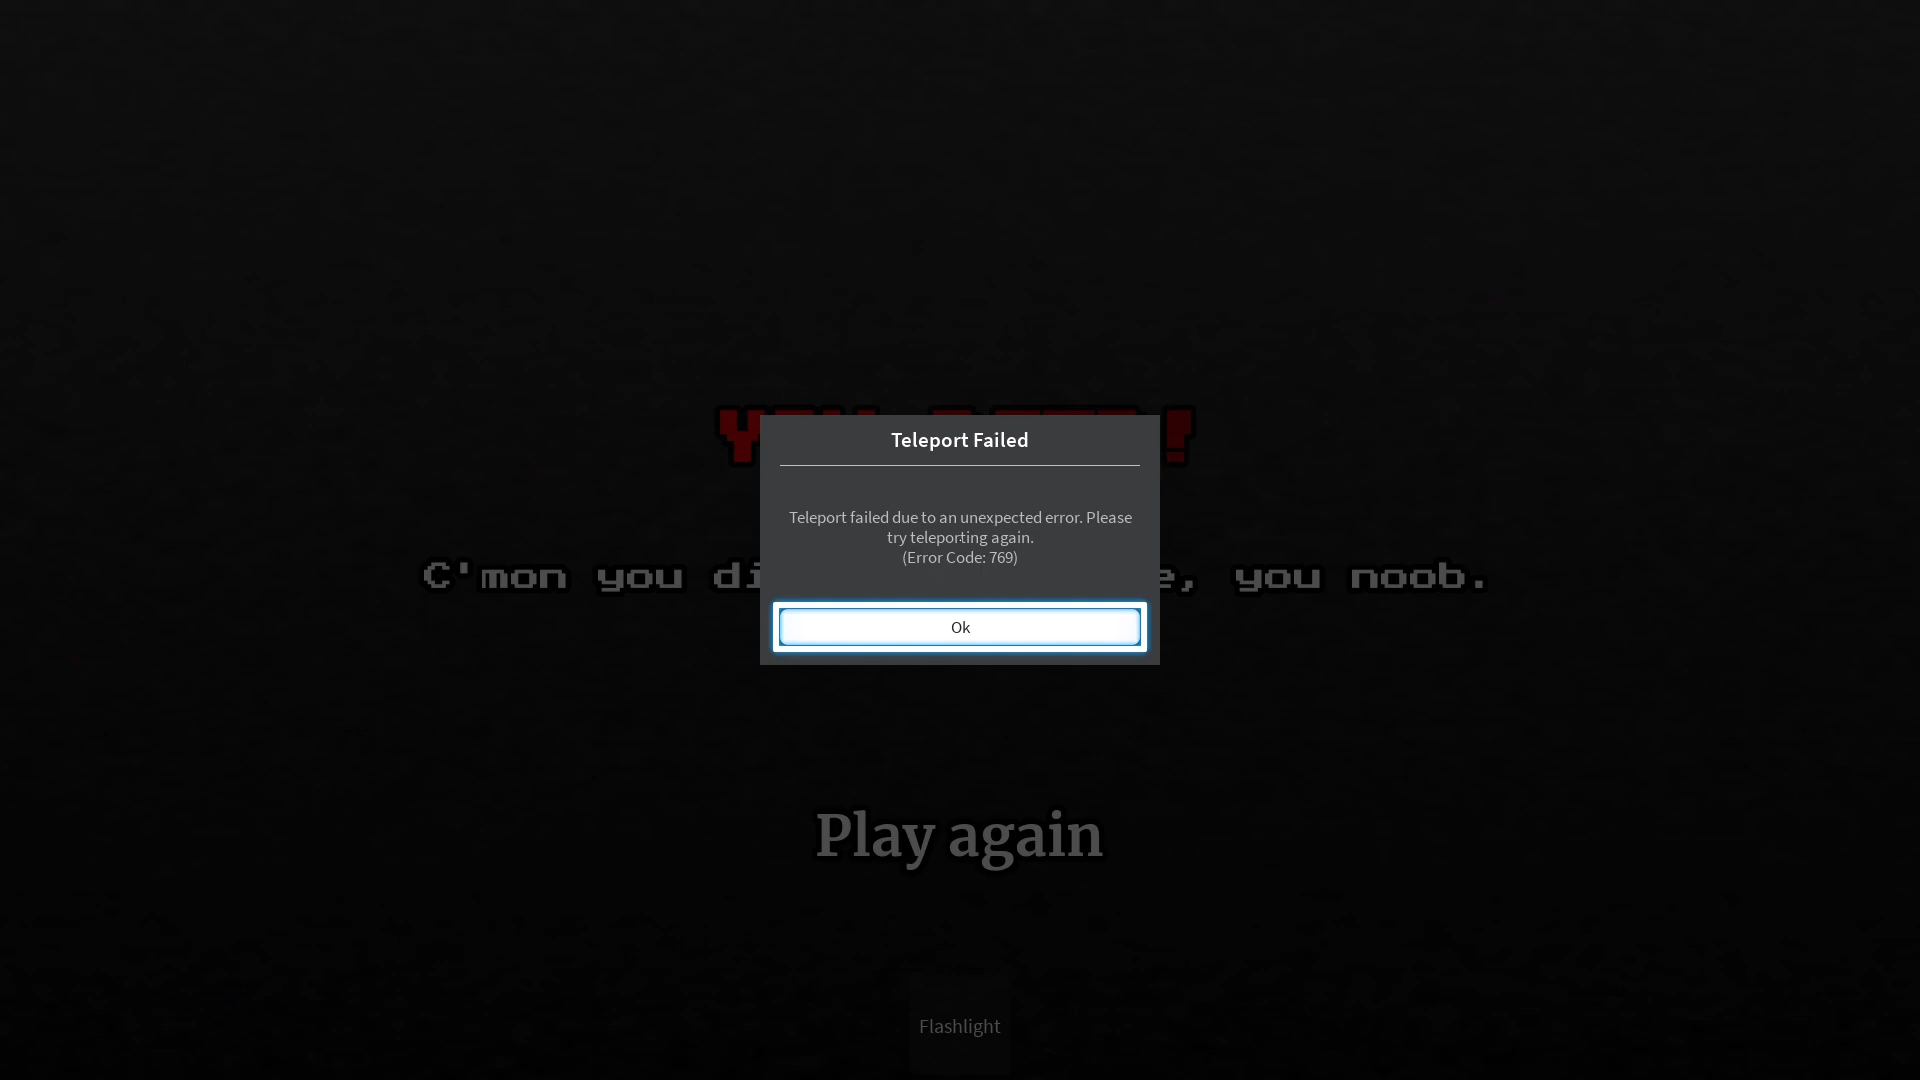 Teleport Failed
Teleport failed due to an unexpected error. Please
try teleporting again.
(Error Code: 769)
C'mon you , you noob.
Ok
Play again
Flashlight